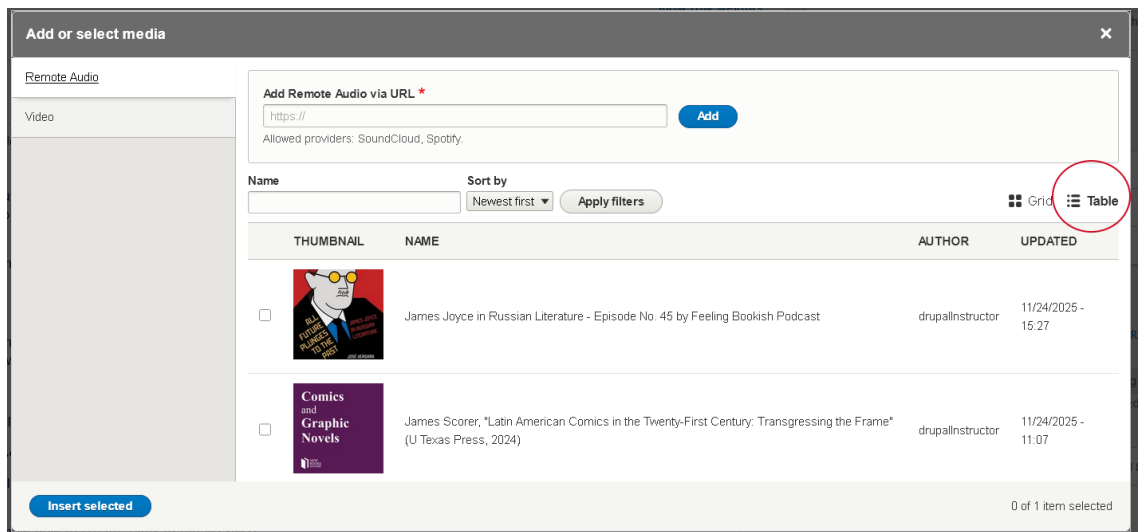 Add or select media
Remote Audio
Video
Add Remote Audio via URL *
https://
Add
Allowed providers: SoundCloud, Spotify.
Name
Sort by
Newest first
Apply filters
Grid
Table
THUMBNAIL NAME AUTHOR UPDATED
ALL
FUTURE
PLUNGES
TO THE
PAST
JAMES JOYCE
IN RUSSIAN
LITERATURE
JOSÉ VERGARA
James Joyce in Russian Literature - Episode No. 45 by Feeling Bookish Podcast
drupalInstructor
11/24/2025 -
15:27
Comics
and
Graphic
Novels
NEW
BOOKS
James Scorer, "Latin American Comics in the Twenty-First Century: Transgressing the Frame"
(U Texas Press, 2024)
drupalInstructor
11/24/2025 -
11:07
Insert selected
0 of 1 item selected